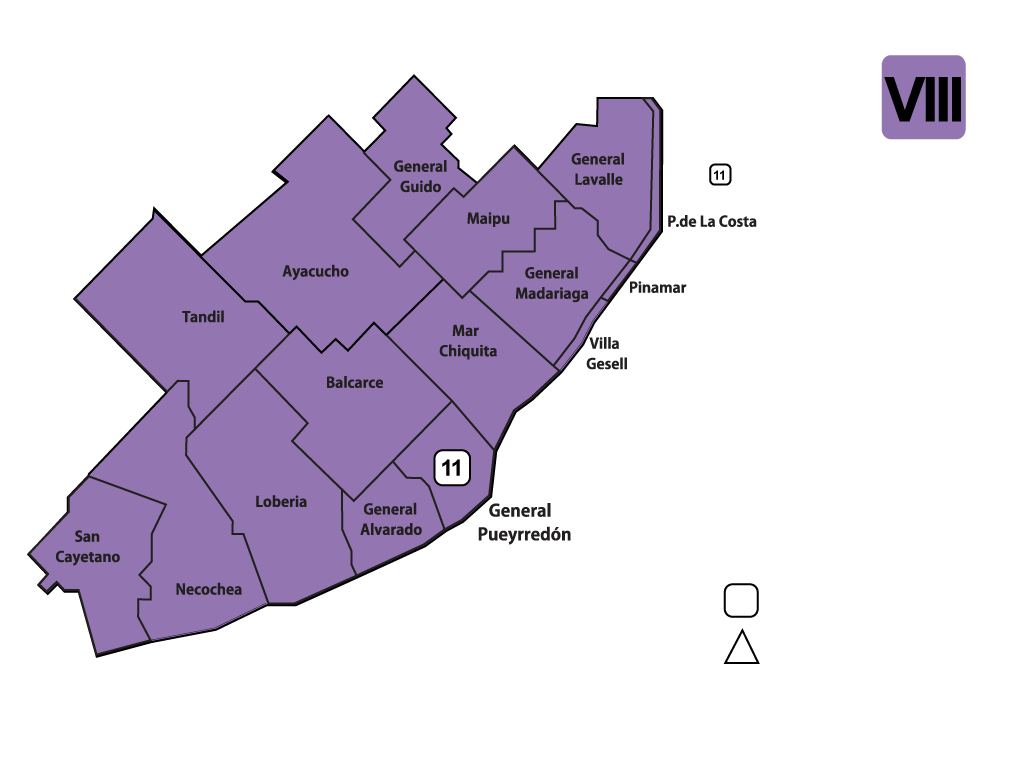 VIII
General
Guido
General
Lavalle
11
Maipu
P.de La Costa
Ayacucho
General
Madariaga
Pinamar
Tandil
Mar
Chiquita
Villa
Gesell
Balcarce
11
Loberia
General
Alvarado
General
Pueyrredón
San
Cayetano
Necochea